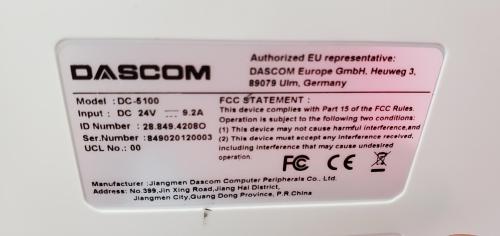 DASCOM
Authorized EU representative:
DASCOM Europe GmbH. Heuweg 3,
89079 Ulm, Germany
Model : DC-5100
Input : DC 24V ⎓ 9.2A
ID Number : 28.849.4208O
Ser.Number : 849020120003
UCL No.: 00
FCC STATEMENT :
This device complies with Part 15 of the FCC Rules.
Operation is subject to the following two conditions:
(1) This device may not cause harmful interference,and
(2) This device must accept any interference received,
including interference that may cause undesired
operation.
FC CE
Manufacturer :Jiangmen Dascom Computer Peripherals Co., Ltd.
Address: No.399,Jin Xing Road,Jiang Hai District,
Jiangmen City,Guang Dong Province, P.R.China